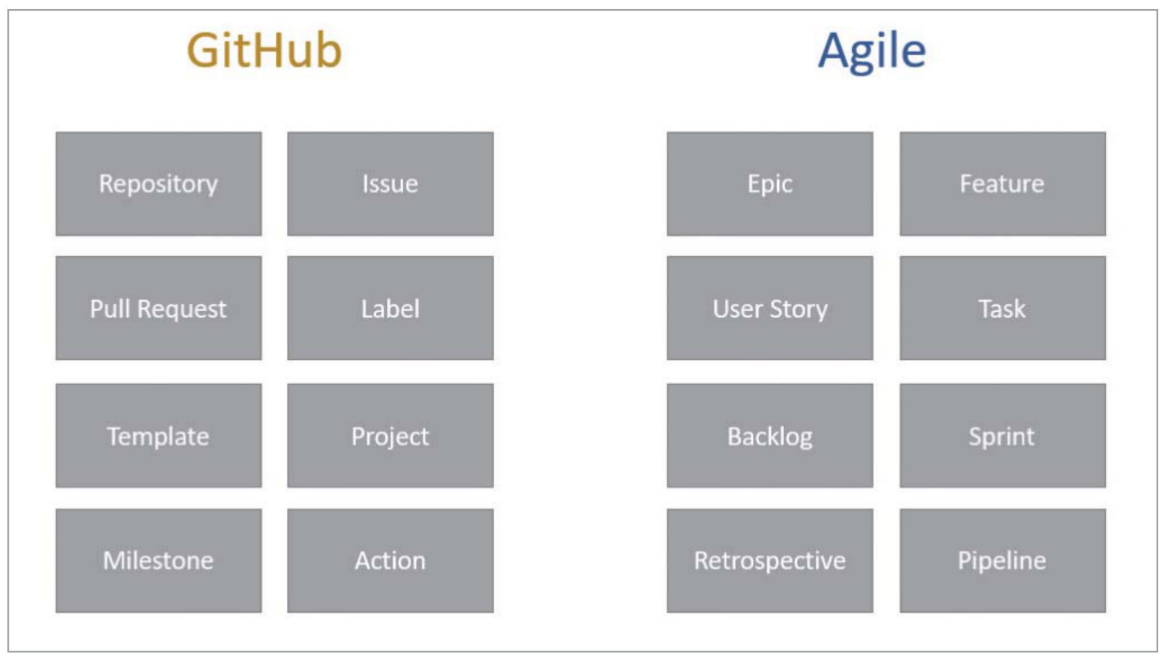 GitHub
Agile
Repository
Issue
Epic
Feature
Pull Request
Label
User Story
Task
Template
Project
Backlog
Sprint
Milestone
Action
Retrospective
Pipeline